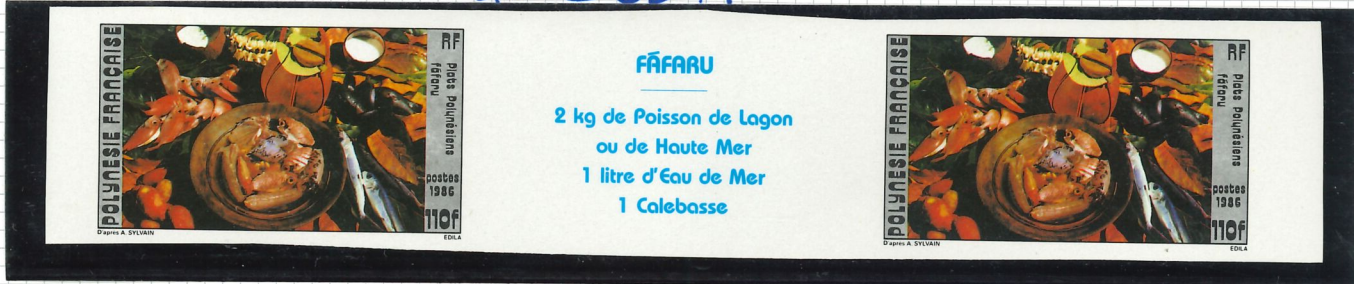 POLYNESIE FRANÇAISE
RF
Plats Polynésiens
fáfaru
postes
1986
110f
D'après A. SYLVAIN
EDILA
FÁFARU
2 kg de Poisson de Lagon
ou de Haute Mer
1 litre d'Eau de Mer
1 Calebasse
POLYNESIE FRANÇAISE
RF
Plats Polynésiens
fáfaru
postes
1986
110f
D'après A. SYLVAIN
EDILA